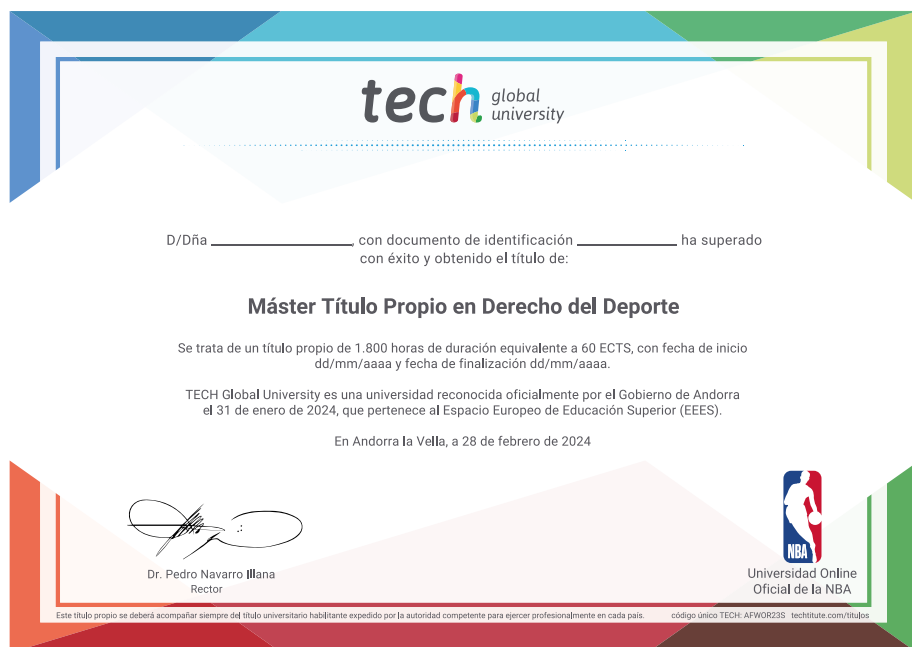 tech global university
D/Dña ____________________, con documento de identificación ______________ ha superado
con éxito y obtenido el título de:
Máster Título Propio en Derecho del Deporte
Se trata de un título propio de 1.800 horas de duración equivalente a 60 ECTS, con fecha de inicio
dd/mm/aaaa y fecha de finalización dd/mm/aaaa.
TECH Global University es una universidad reconocida oficialmente por el Gobierno de Andorra
el 31 de enero de 2024, que pertenece al Espacio Europeo de Educación Superior (EEES).
En Andorra la Vella, a 28 de febrero de 2024
NBA
Dr. Pedro Navarro Illana
Rector
Universidad Online
Oficial de la NBA
Este título propio se deberá acompañar siempre del título universitario habilitante expedido por la autoridad competente para ejercer profesionalmente en cada país. código único TECH: AFWOR23S techtitute.com/titulos